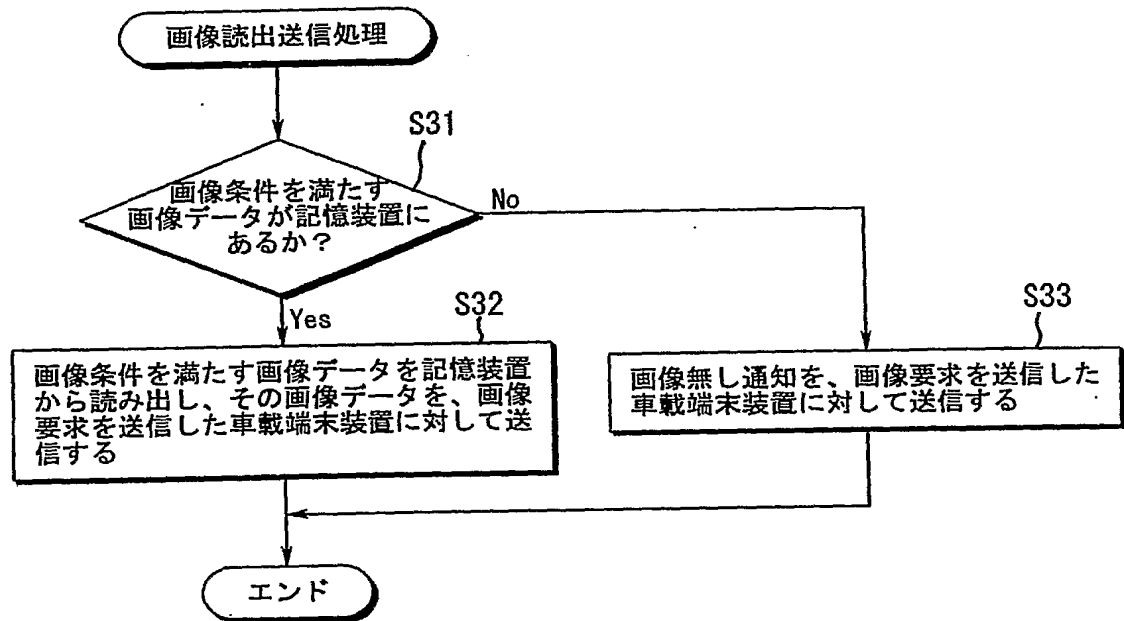 画像読出送信処理
S31
画像条件を満たす
画像データが記憶装置に
あるか？
No
Yes
S32
画像条件を満たす画像データを記憶装置
から読み出し、その画像データを、画像
要求を送信した車載端末装置に対して送
信する
S33
画像無し通知を、画像要求を送信した
車載端末装置に対して送信する
エンド